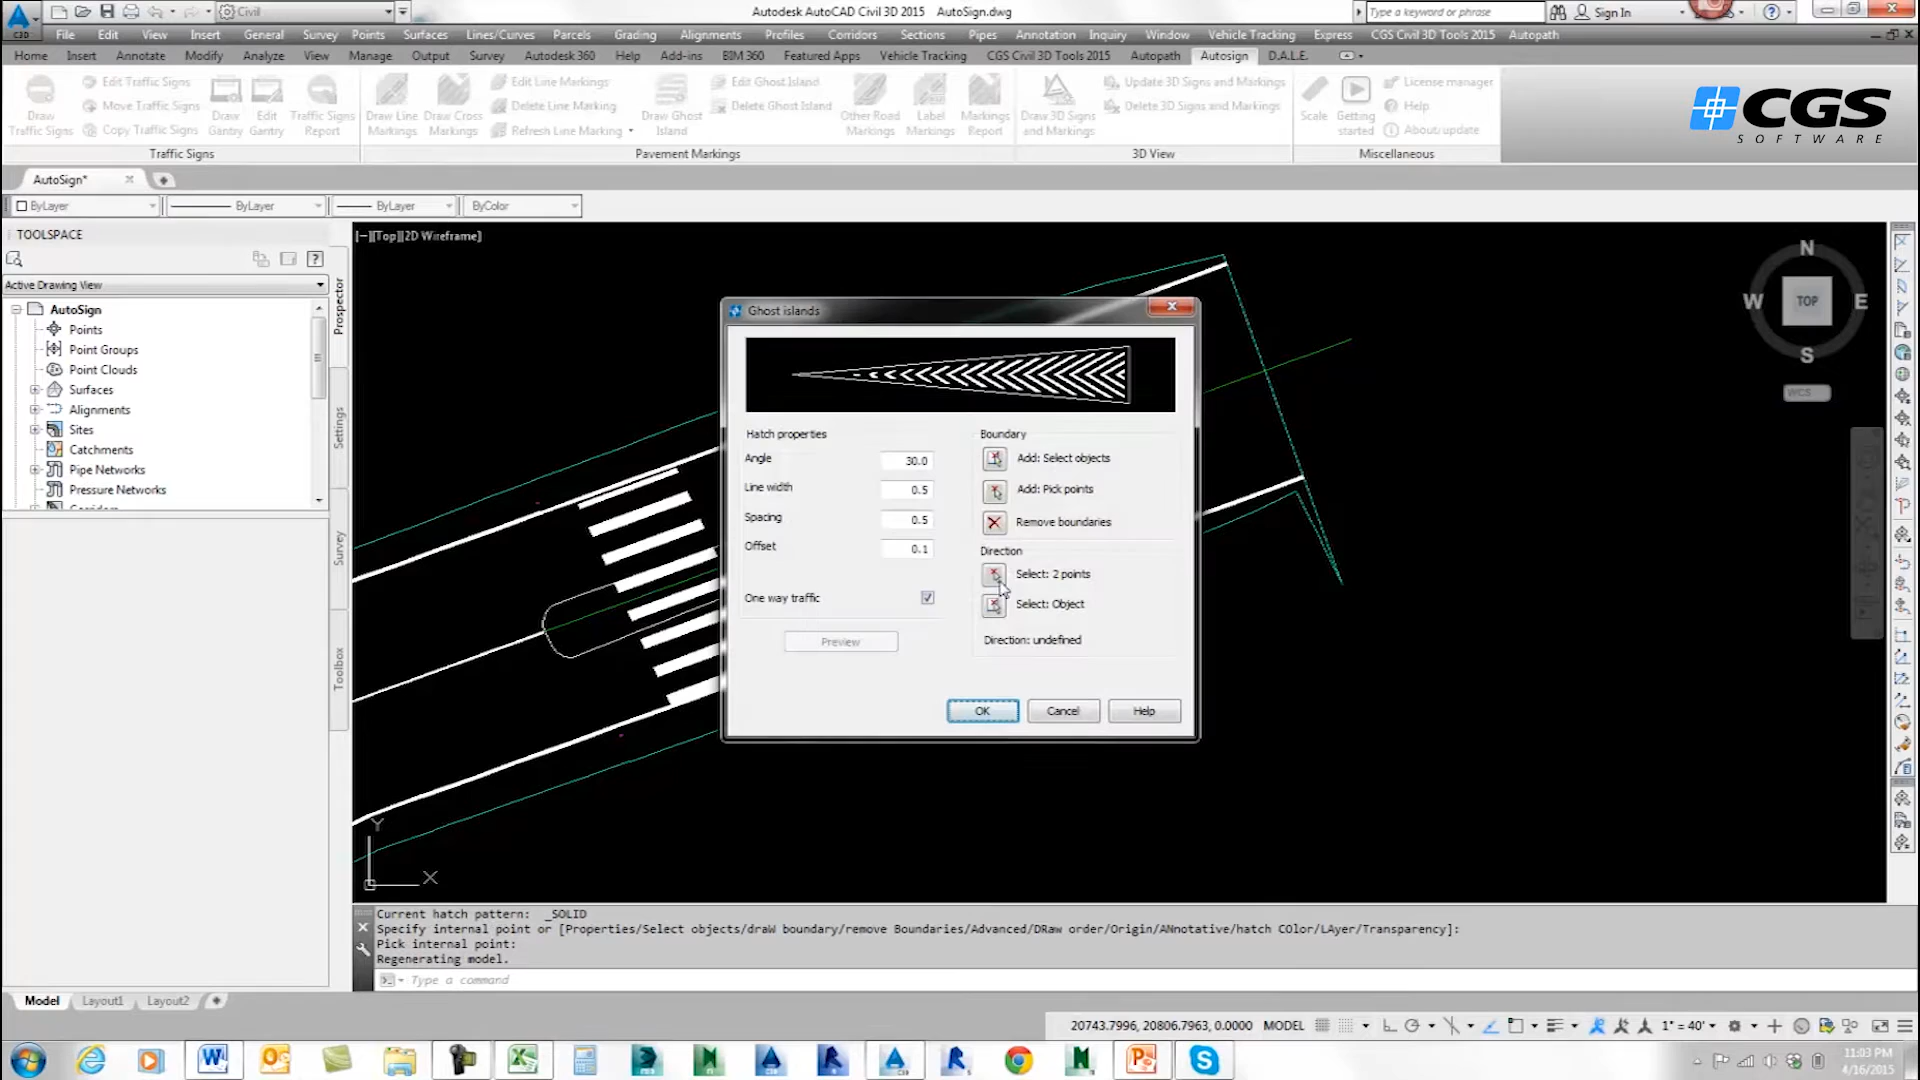 Civil
Autodesk AutoCAD Civil 3D 2015 AutoSign.dwg
Type a keyword or phrase
Sign In
File Edit View Insert General Survey Points Surfaces Lines/Curves Parcels Grading Alignments Profiles Corridors Sections Pipes Annotation Inquiry Window Vehicle Tracking Express CGS Civil 3D Tools 2015 Autopath
Home Insert Annotate Modify Analyze View Manage Output Survey Autodesk 360 Help Add-ins BIM 360 Featured Apps Vehicle Tracking CGS Civil 3D Tools 2015 Autopath Autosign D.A.L.E.
Draw Traffic Signs
Edit Traffic Signs
Move Traffic Signs
Copy Traffic Signs
Draw Gantry
Edit Gantry
Traffic Signs Report
Draw Line Markings
Draw Cross Markings
Edit Line Markings
Delete Line Marking
Refresh Line Marking
Draw Ghost Island
Edit Ghost Island
Delete Ghost Island
Other Road Markings
Label Markings
Markings Report
Draw 3D Signs and Markings
Update 3D Signs and Markings
Delete 3D Signs and Markings
Scale
Getting started
License manager
Help
About/update
Traffic Signs
Pavement Markings
3D View
Miscellaneous
CGS
SOFTWARE
AutoSign*
ByLayer ByLayer ByLayer ByColor
TOOLSPACE
Active Drawing View
AutoSign
Points
Point Groups
Point Clouds
Surfaces
Alignments
Sites
Catchments
Pipe Networks
Pressure Networks
Prospector
Settings
Survey
Toolbox
[−][Top][2D Wireframe]
N
W TOP E
S
WCS
Ghost islands
Hatch properties
Angle 30.0
Line width 0.5
Spacing 0.5
Offset 0.1
One way traffic
Preview
Boundary
Add: Select objects
Add: Pick points
Remove boundaries
Direction
Select: 2 points
Select: Object
Direction: undefined
OK Cancel Help
Y
X
Current hatch pattern: _SOLID
Specify internal point or [Properties/Select objects/draW boundary/remove Boundaries/Advanced/DRaw order/Origin/ANnotative/hatch COlor/LAyer/Transparency]:
Pick internal point:
Regenerating model.
Type a command
Model Layout1 Layout2
20743.7996, 20806.7963, 0.0000 MODEL 1" = 40'
11:03 PM
4/16/2015